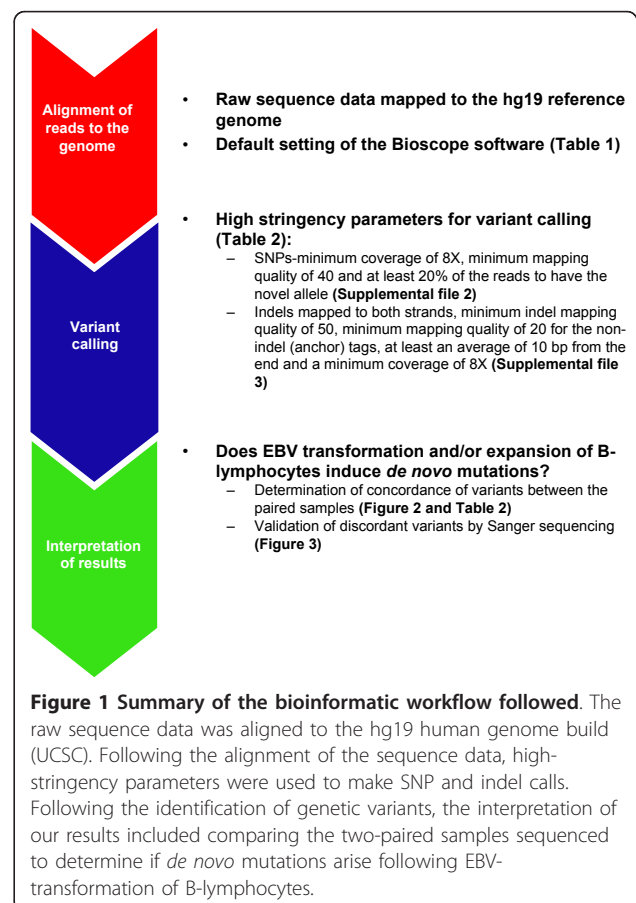 Alignment of
reads to the
genome
• Raw sequence data mapped to the hg19 reference
genome
• Default setting of the Bioscope software (Table 1)
Variant
calling
• High stringency parameters for variant calling
(Table 2):
– SNPs-minimum coverage of 8X, minimum mapping
quality of 40 and at least 20% of the reads to have the
novel allele (Supplemental file 2)
– Indels mapped to both strands, minimum indel mapping
quality of 50, minimum mapping quality of 20 for the non-
indel (anchor) tags, at least an average of 10 bp from the
end and a minimum coverage of 8X (Supplemental file
3)
Interpretation
of results
• Does EBV transformation and/or expansion of B-
lymphocytes induce de novo mutations?
– Determination of concordance of variants between the
paired samples (Figure 2 and Table 2)
– Validation of discordant variants by Sanger sequencing
(Figure 3)
Figure 1 Summary of the bioinformatic workflow followed. The
raw sequence data was aligned to the hg19 human genome build
(UCSC). Following the alignment of the sequence data, high-
stringency parameters were used to make SNP and indel calls.
Following the identification of genetic variants, the interpretation of
our results included comparing the two-paired samples sequenced
to determine if de novo mutations arise following EBV-
transformation of B-lymphocytes.